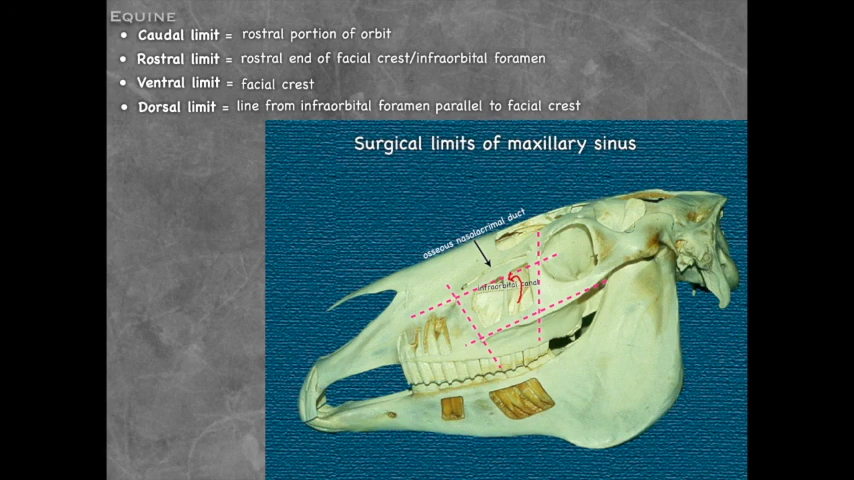 EQUINE
• Caudal limit = rostral portion of orbit
• Rostral limit = rostral end of facial crest/infraorbital foramen
• Ventral limit = facial crest
• Dorsal limit = line from infraorbital foramen parallel to facial crest
Surgical limits of maxillary sinus
osseous nasolacrimal duct
infraorbital canal